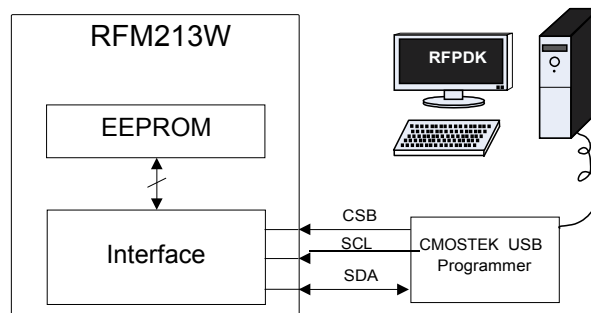 RFM213W
RFPDK
EEPROM
CSB
SCL
SDA
Interface
CMOSTEK USB
Programmer